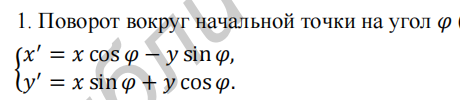 1. Поворот вокруг начальной точки на угол φ (
x′ = x cos φ − y sin φ,
y′ = x sin φ + y cos φ.